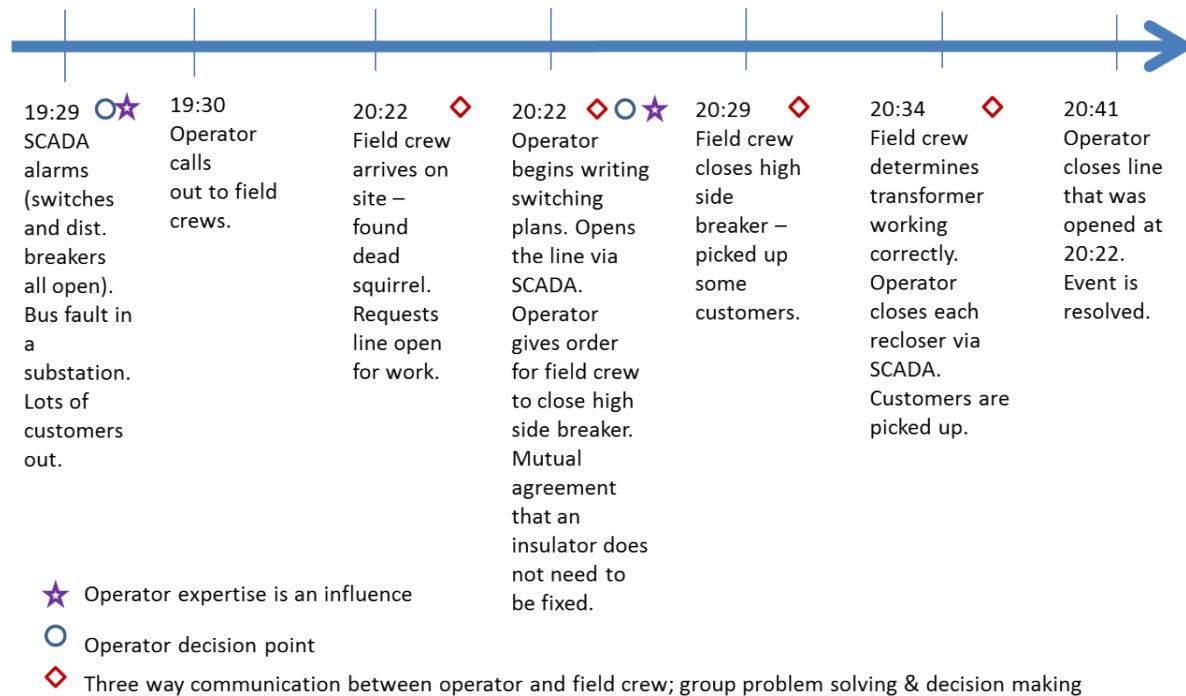 19:29
SCADA
alarms
(switches
and dist.
breakers
all open).
Bus fault in
a
substation.
Lots of
customers
out.
19:30
Operator
calls
out to field
crews.
20:22
Field crew
arrives on
site –
found
dead
squirrel.
Requests
line open
for work.
20:22
Operator
begins writing
switching
plans. Opens
the line via
SCADA.
Operator
gives order
for field crew
to close high
side breaker.
Mutual
agreement
that an
insulator does
not need to
be fixed.
20:29
Field crew
closes high
side
breaker –
picked up
some
customers.
20:34
Field crew
determines
transformer
working
correctly.
Operator
closes each
recloser via
SCADA.
Customers are
picked up.
20:41
Operator
closes line
that was
opened at
20:22.
Event is
resolved.
Operator expertise is an influence
Operator decision point
Three way communication between operator and field crew; group problem solving & decision making